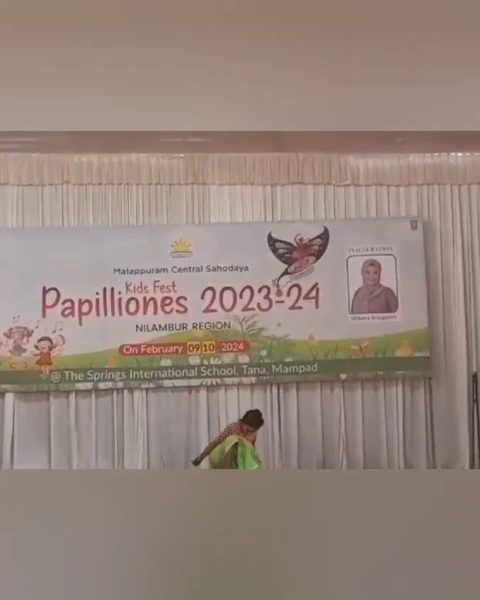 Malappuram Central Sahodaya
Kids Fest
Papilliones 2023-24
NILAMBUR REGION
On February 09 10 2024
@ The Springs International School, Tana, Mampad
INAUGURATION